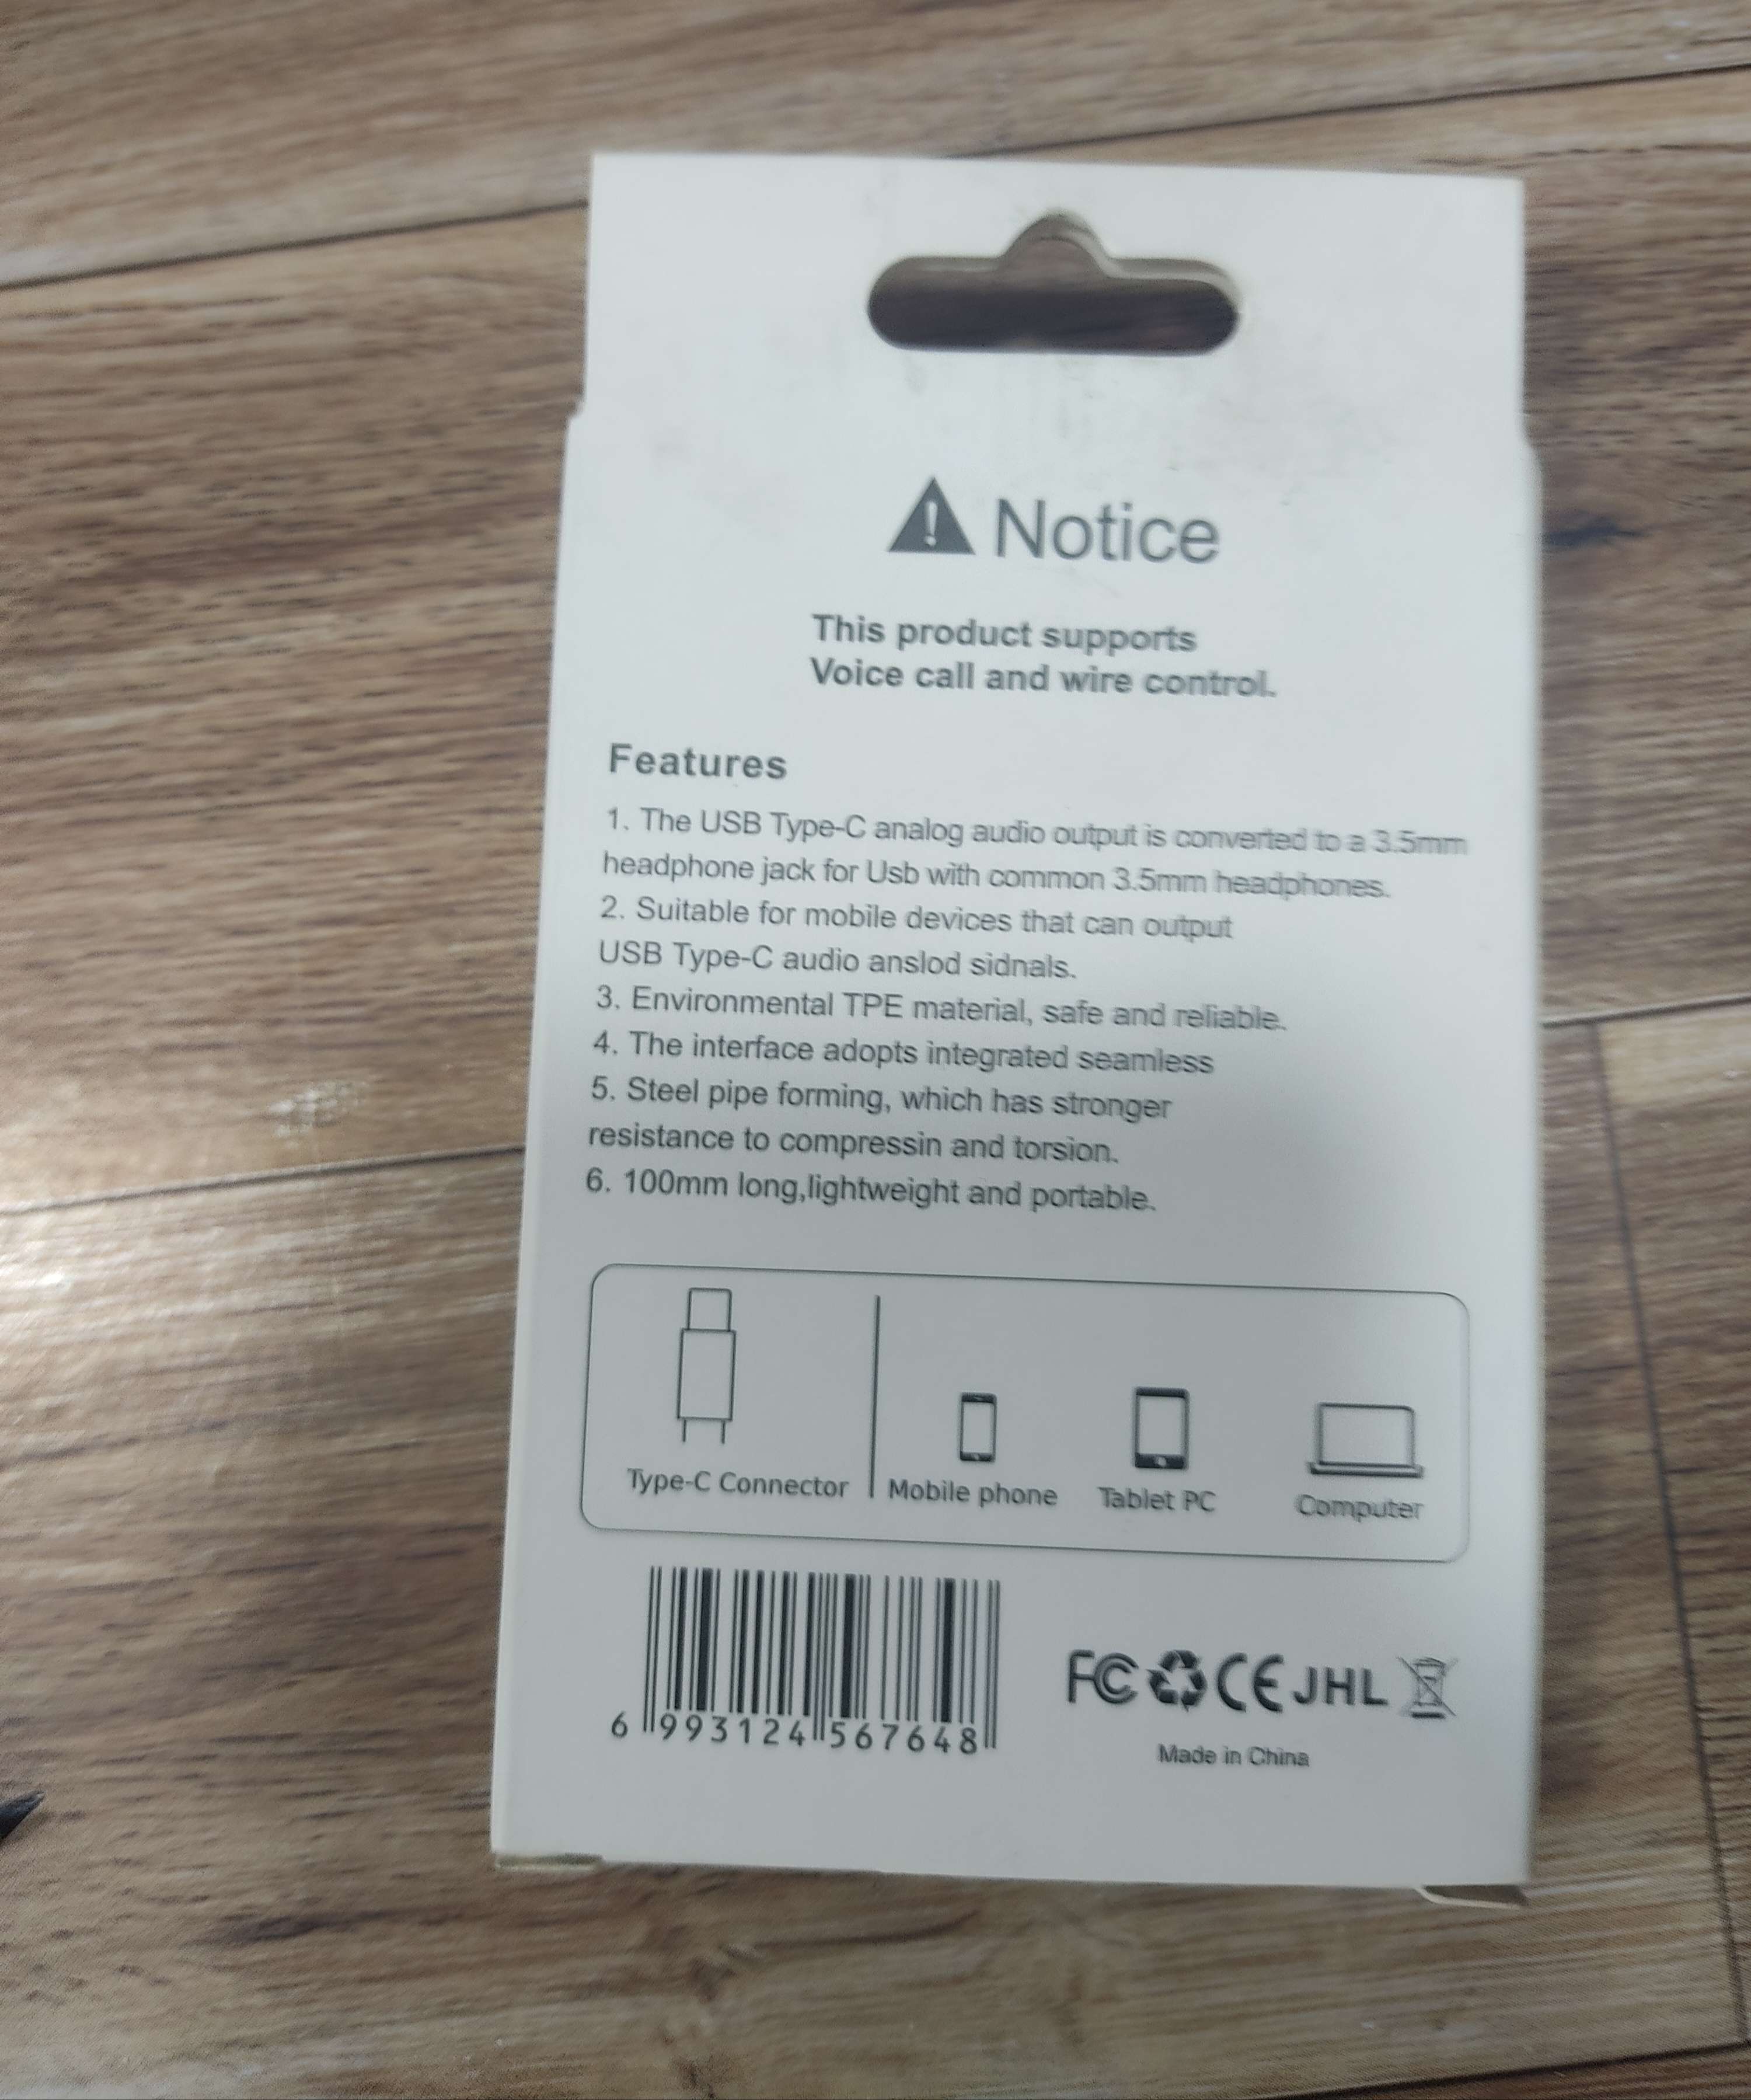 Notice
This product supports
Voice call and wire control.
Features
1. The USB Type-C analog audio output is converted to a 3.5mm
headphone jack for Usb with common 3.5mm headphones.
2. Suitable for mobile devices that can output
USB Type-C audio anslod sidnals.
3. Environmental TPE material, safe and reliable.
4. The interface adopts integrated seamless
5. Steel pipe forming, which has stronger
resistance to compressin and torsion.
6. 100mm long,lightweight and portable.
Type-C Connector
Mobile phone
Tablet PC
Computer
6 993124 567648
FC CE JHL
Made in China